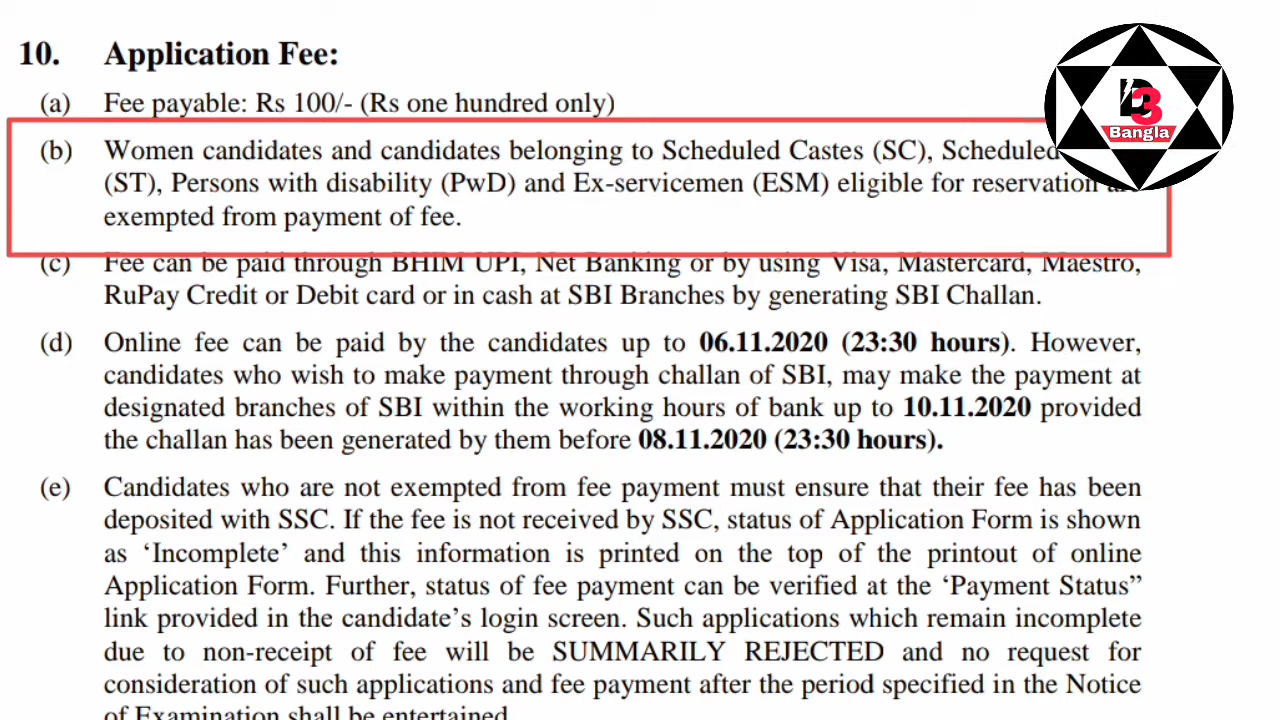 10. Application Fee:
(a) Fee payable: Rs 100/- (Rs one hundred only)
(b) Women candidates and candidates belonging to Scheduled Castes (SC), Scheduled
(ST), Persons with disability (PwD) and Ex-servicemen (ESM) eligible for reservation
exempted from payment of fee.
(c) Fee can be paid through BHIM UPI, Net Banking or by using Visa, Mastercard, Maestro,
RuPay Credit or Debit card or in cash at SBI Branches by generating SBI Challan.
(d) Online fee can be paid by the candidates up to 06.11.2020 (23:30 hours). However,
candidates who wish to make payment through challan of SBI, may make the payment at
designated branches of SBI within the working hours of bank up to 10.11.2020 provided
the challan has been generated by them before 08.11.2020 (23:30 hours).
(e) Candidates who are not exempted from fee payment must ensure that their fee has been
deposited with SSC. If the fee is not received by SSC, status of Application Form is shown
as ‘Incomplete’ and this information is printed on the top of the printout of online
Application Form. Further, status of fee payment can be verified at the ‘Payment Status”
link provided in the candidate’s login screen. Such applications which remain incomplete
due to non-receipt of fee will be SUMMARILY REJECTED and no request for
consideration of such applications and fee payment after the period specified in the Notice
of Examination shall be entertained.
D3
Bangla